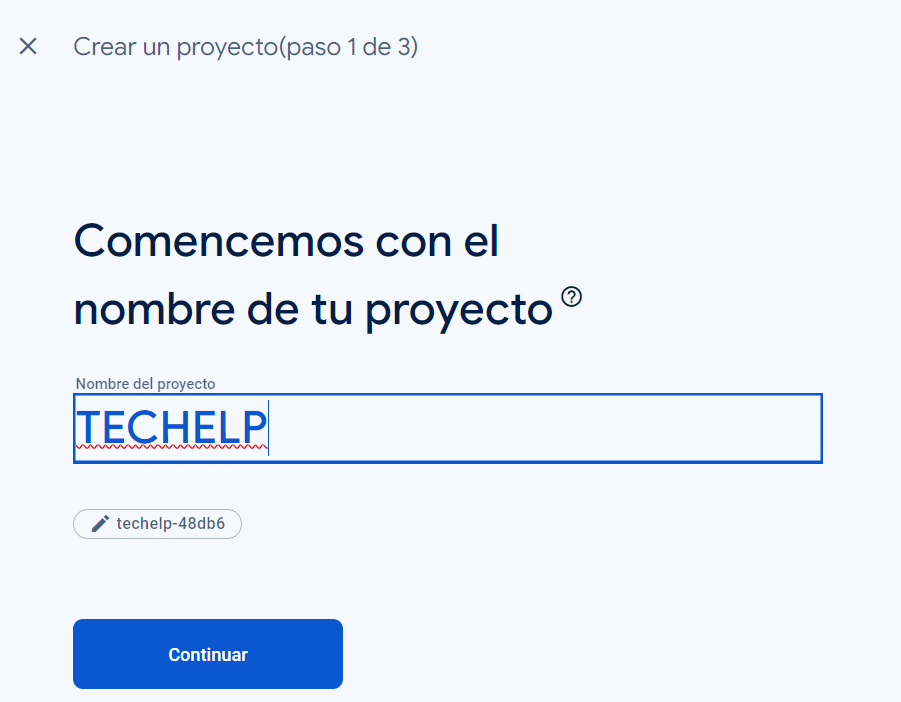 Crear un proyecto(paso 1 de 3)
Comencemos con el
nombre de tu proyecto
Nombre del proyecto
TECHELP
techelp-48db6
Continuar